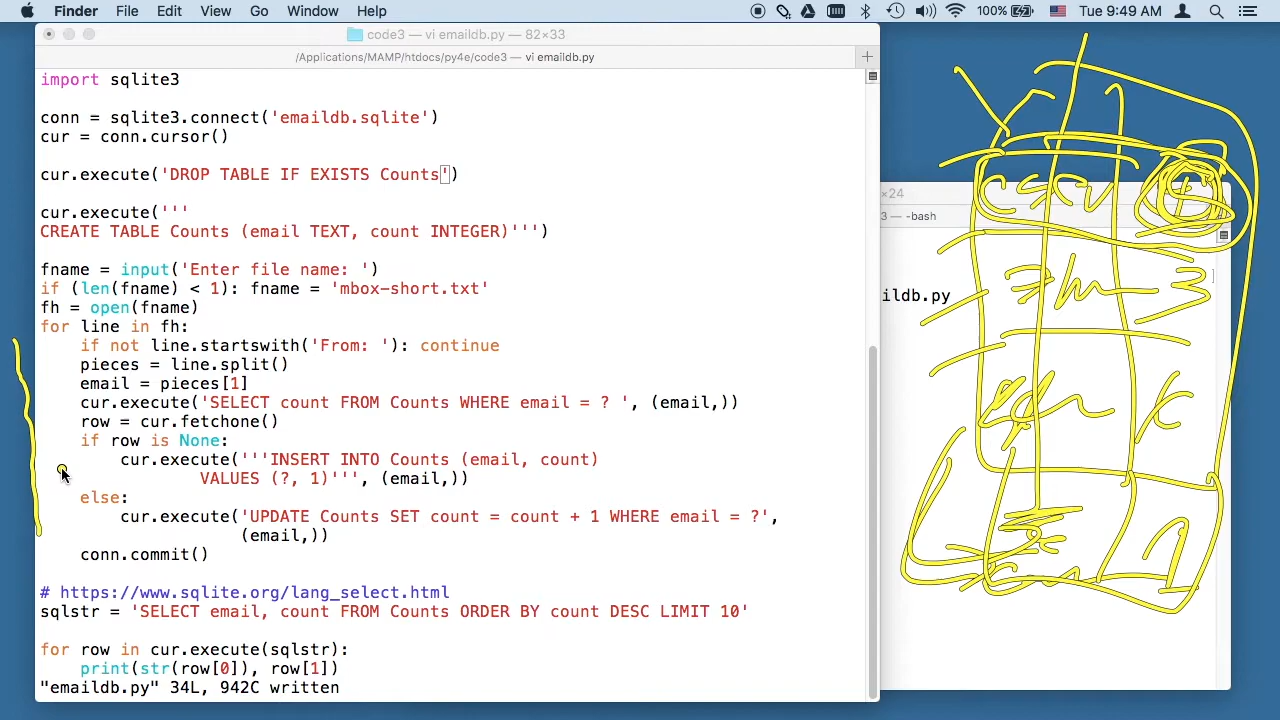 Finder File Edit View Go Window Help 100% Tue 9:49 AM
code3 — vi emaildb.py — 82×33
/Applications/MAMP/htdocs/py4e/code3 — vi emaildb.py
import sqlite3
conn = sqlite3.connect('emaildb.sqlite')
cur = conn.cursor()
cur.execute('DROP TABLE IF EXISTS Counts')
cur.execute('''
CREATE TABLE Counts (email TEXT, count INTEGER)''')
fname = input('Enter file name: ')
if (len(fname) < 1): fname = 'mbox-short.txt'
fh = open(fname)
for line in fh:
    if not line.startswith('From: '): continue
    pieces = line.split()
    email = pieces[1]
    cur.execute('SELECT count FROM Counts WHERE email = ? ', (email,))
    row = cur.fetchone()
    if row is None:
        cur.execute('''INSERT INTO Counts (email, count)
                VALUES (?, 1)''', (email,))
    else:
        cur.execute('UPDATE Counts SET count = count + 1 WHERE email = ?',
                    (email,))
    conn.commit()
# https://www.sqlite.org/lang_select.html
sqlstr = 'SELECT email, count FROM Counts ORDER BY count DESC LIMIT 10'
for row in cur.execute(sqlstr):
    print(str(row[0]), row[1])
"emaildb.py" 34L, 942C written
×24
3 — -bash
ildb.py
csev
3
1